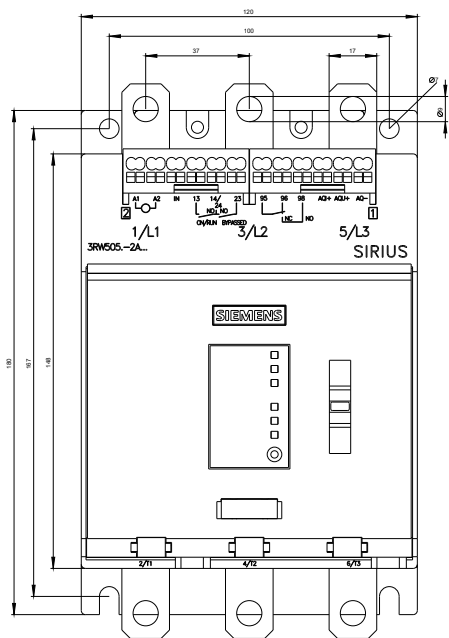 120
100
37
17
Ø7
Ø9
A1 A2 IN 13 14/ 23 95 96 98 AQI+ AQU+ AQ-
24
NO NO NC NO
ON/RUN BYPASSED
2 1
1/L1 3/L2 5/L3
3RW505.-2A...
SIRIUS
180
167
148
SIEMENS
2/T1 4/T2 6/T3